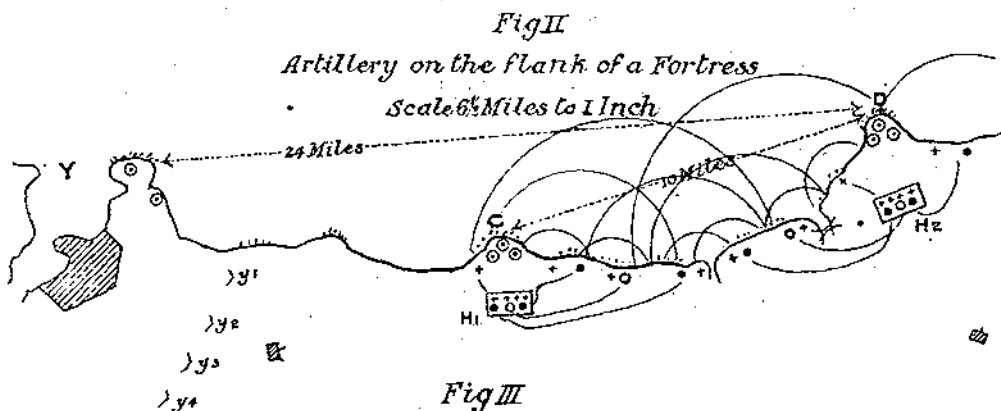 Fig II
Artillery on the flank of a Fortress
Scale 6½ Miles to 1 Inch
D
24 Miles
Y
10 Miles
C
H2
y1
H1
y2
y3
Fig III
y4